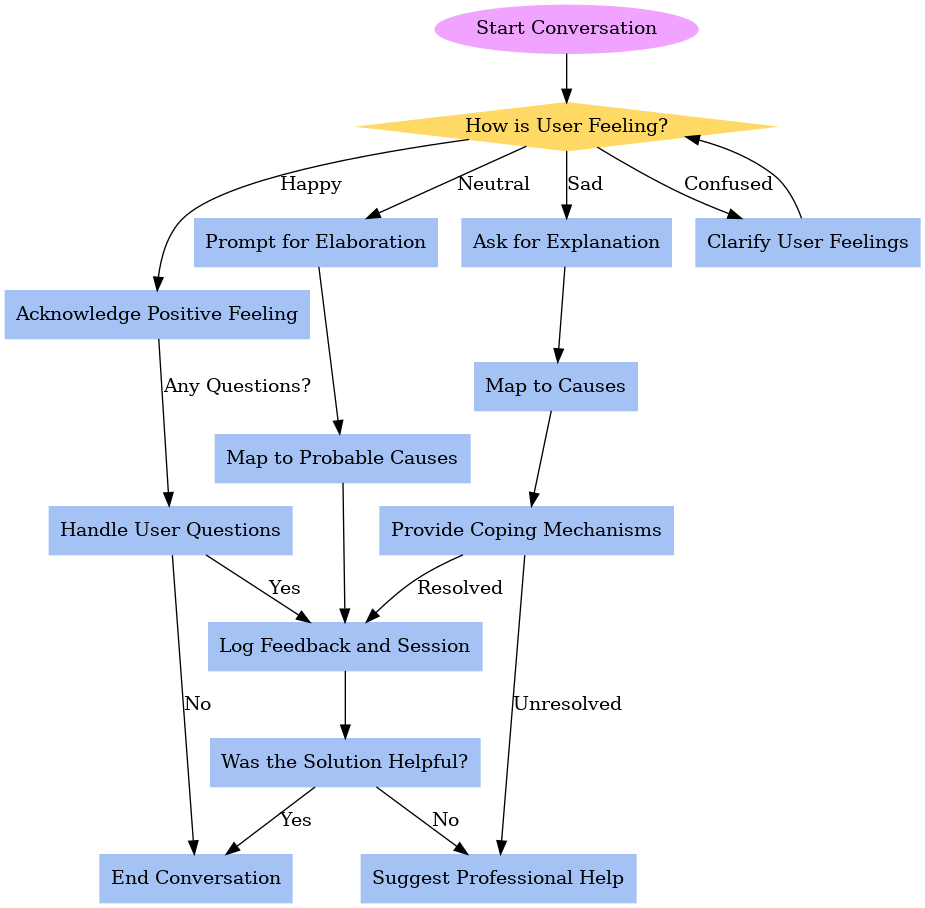 Start Conversation
How is User Feeling?
Happy
Neutral
Sad
Confused
Prompt for Elaboration
Ask for Explanation
Clarify User Feelings
Acknowledge Positive Feeling
Any Questions?
Map to Causes
Map to Probable Causes
Handle User Questions
Provide Coping Mechanisms
Yes
Resolved
Log Feedback and Session
No
Unresolved
Was the Solution Helpful?
Yes
No
End Conversation
Suggest Professional Help